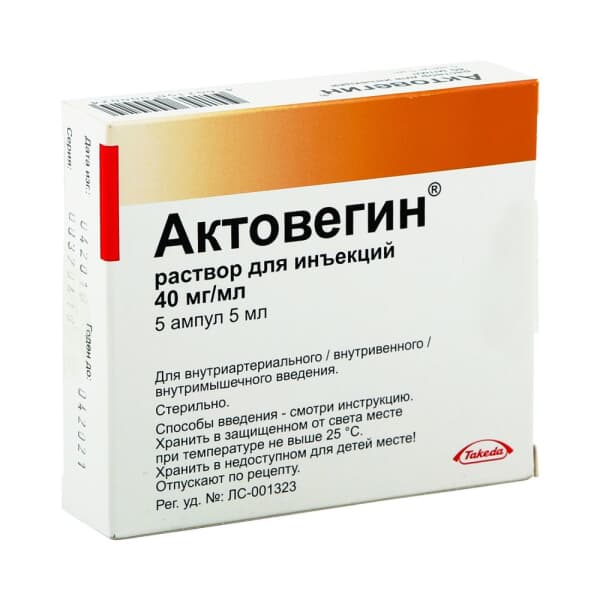 Актовегин®
раствор для инъекций
40 мг/мл
5 ампул 5 мл
Для внутриартериального / внутривенного /
внутримышечного введения.
Стерильно.
Способы введения - смотри инструкцию.
Хранить в защищенном от света месте
при температуре не выше 25 °С.
Хранить в недоступном для детей месте!
Отпускают по рецепту.
Рег. уд. №: ЛС-001323
Takeda
Серия:
Дата изг.:
Годен до:
042021
Актовегин®